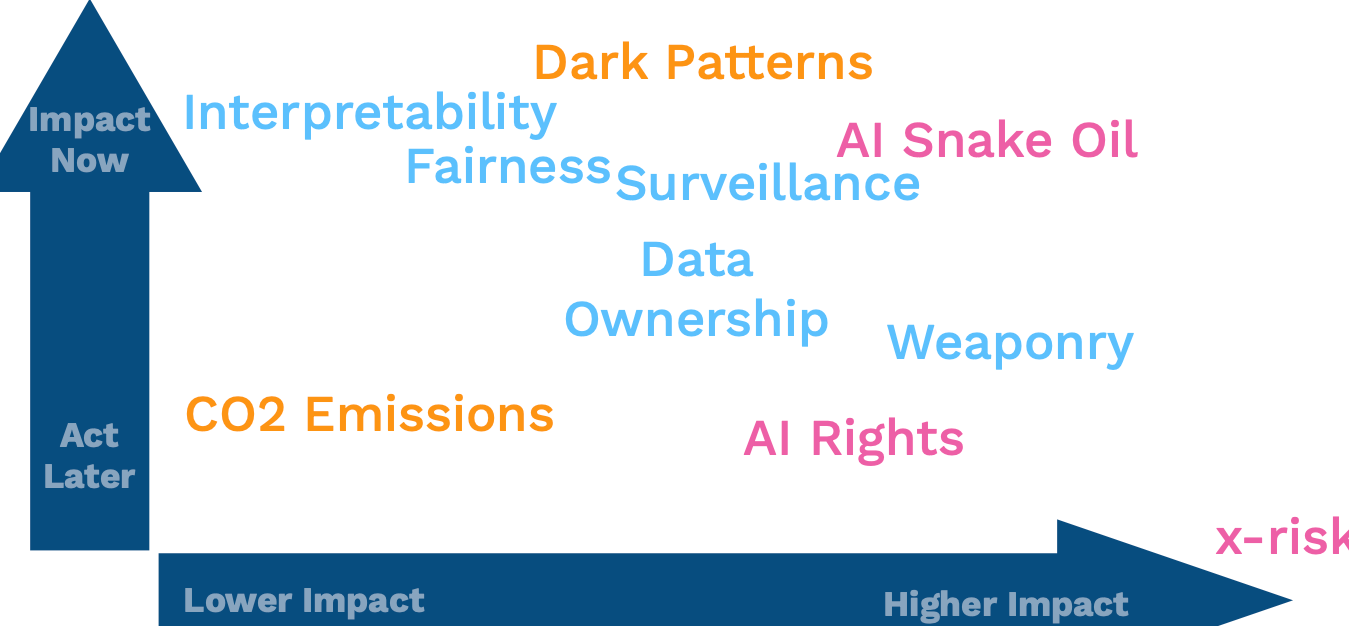 Dark Patterns
Impact
Now
Interpretability
AI Snake Oil
Fairness
Surveillance
Data
Ownership
Weaponry
CO2 Emissions
Act
Later
AI Rights
x-risk
Lower Impact
Higher Impact